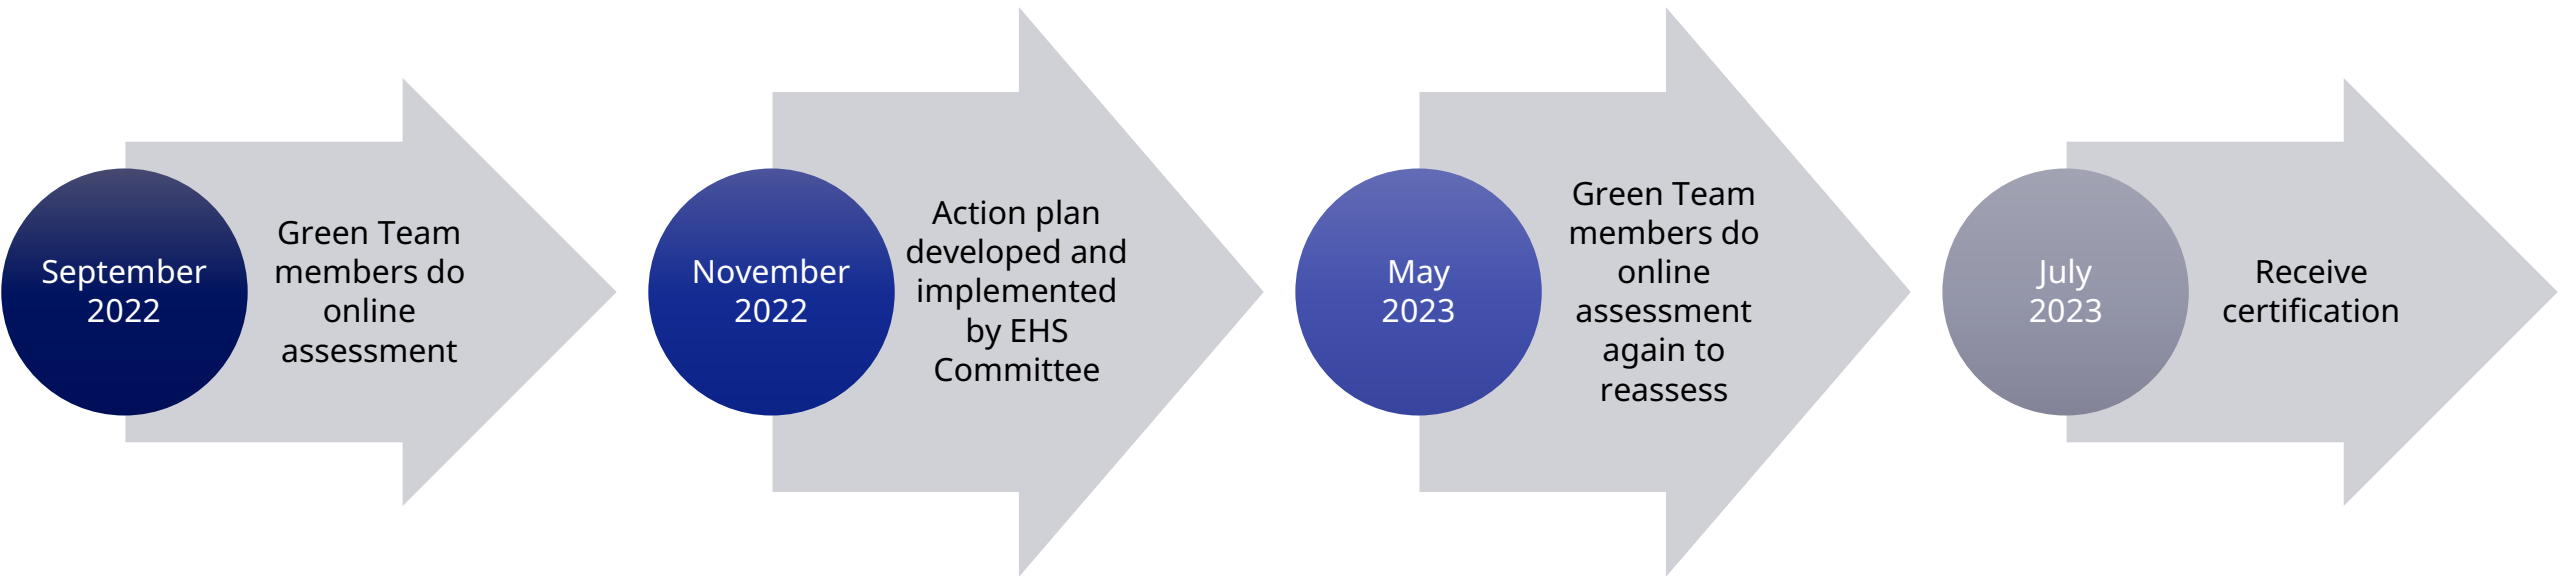 September
2022
Green Team
members do
online
assessment
November
2022
Action plan
developed and
implemented
by EHS
Committee
May
2023
Green Team
members do
online
assessment
again to
reassess
July
2023
Receive
certification